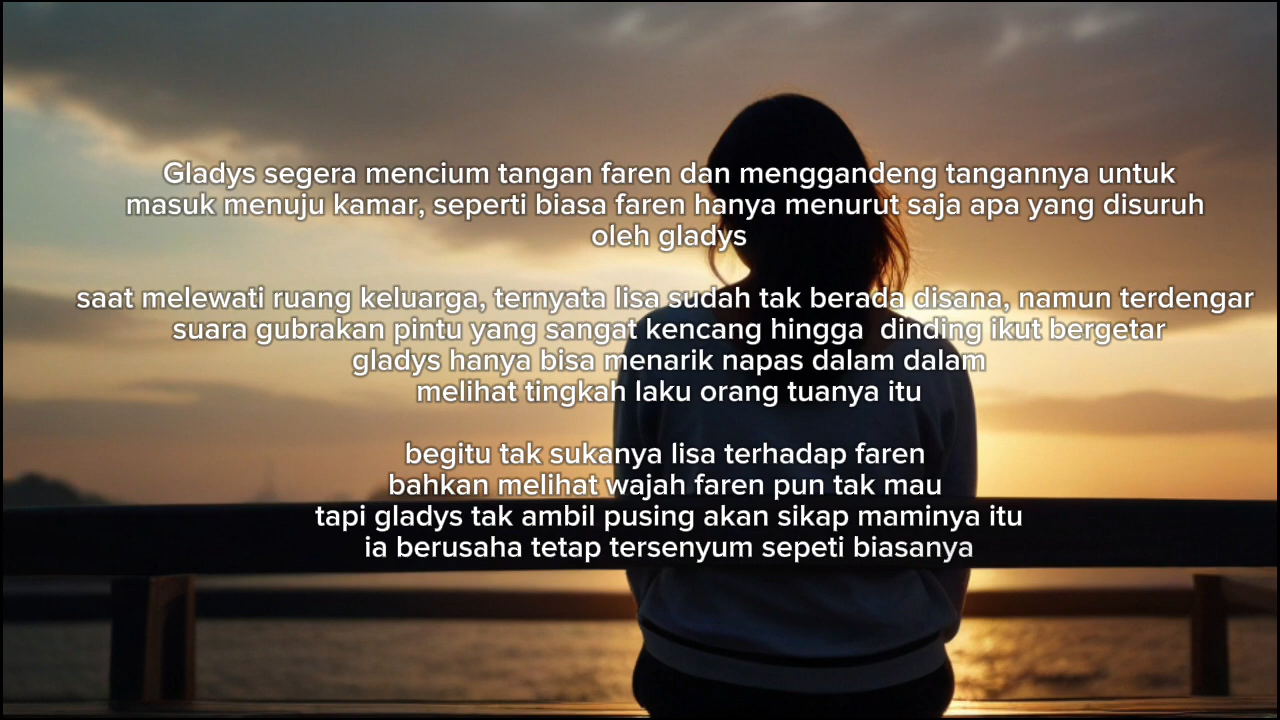 Gladys segera mencium tangan faren dan menggandeng tangannya untuk
masuk menuju kamar, seperti biasa faren hanya menurut saja apa yang disuruh
oleh gladys
saat melewati ruang keluarga, ternyata lisa sudah tak berada disana, namun terdengar
suara gubrakan pintu yang sangat kencang hingga  dinding ikut bergetar
gladys hanya bisa menarik napas dalam dalam
melihat tingkah laku orang tuanya itu
begitu tak sukanya lisa terhadap faren
bahkan melihat wajah faren pun tak mau
tapi gladys tak ambil pusing akan sikap maminya itu
ia berusaha tetap tersenyum sepeti biasanya